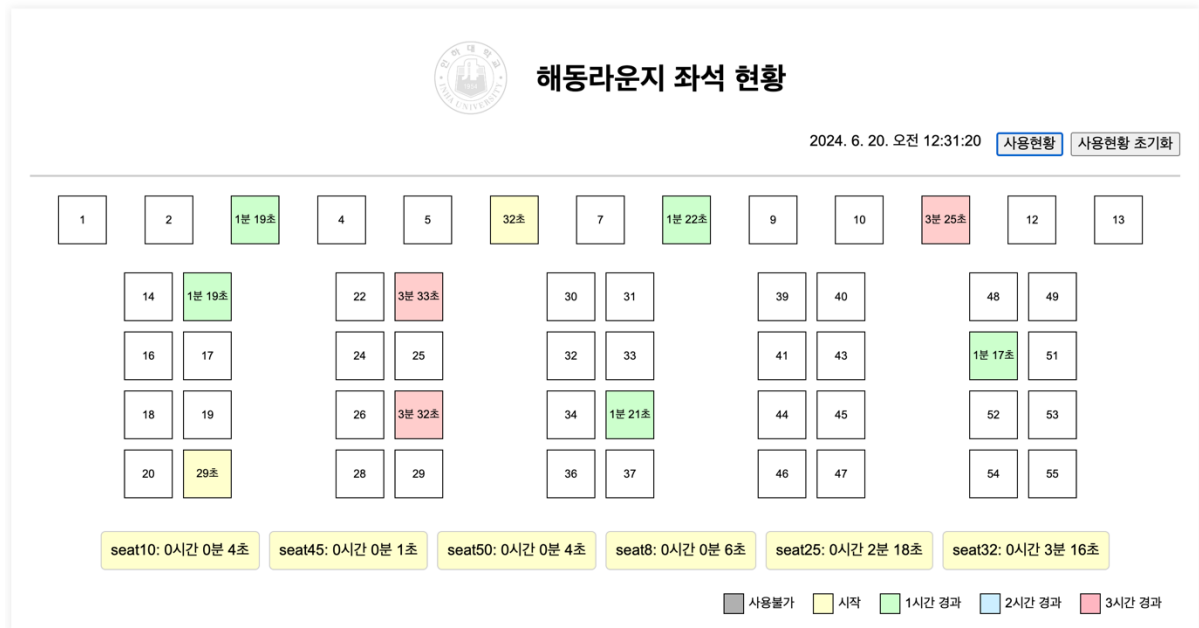 인하대학교
INHA UNIVERSITY
1954
해동라운지 좌석 현황
2024. 6. 20. 오전 12:31:20 사용현황 사용현황 초기화
1 2 1분 19초 4 5 32초 7 1분 22초 9 10 3분 25초 12 13
14 1분 19초 22 3분 33초 30 31 39 40 48 49
16 17 24 25 32 33 41 43 1분 17초 51
18 19 26 3분 32초 34 1분 21초 44 45 52 53
20 29초 28 29 36 37 46 47 54 55
seat10: 0시간 0분 4초 seat45: 0시간 0분 1초 seat50: 0시간 0분 4초 seat8: 0시간 0분 6초 seat25: 0시간 2분 18초 seat32: 0시간 3분 16초
사용불가 시작 1시간 경과 2시간 경과 3시간 경과